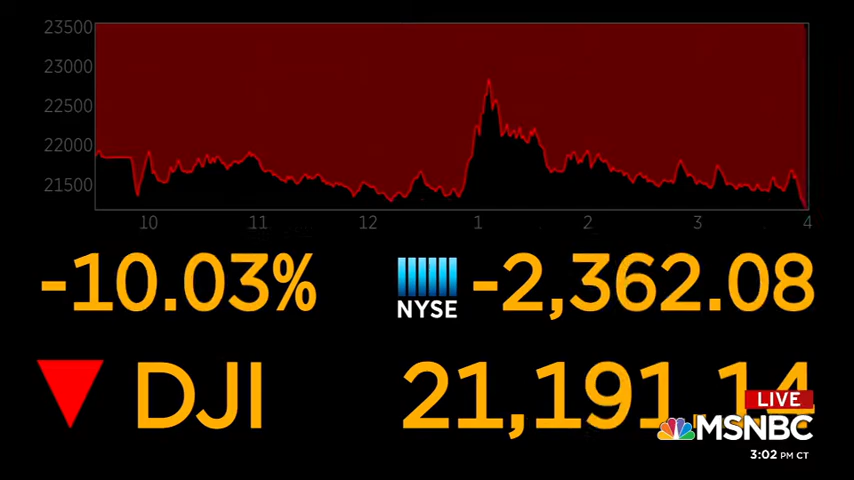 23500
23000
22500
22000
21500
10 11 12 1 2 3 4
-10.03% NYSE -2,362.08
DJI 21,191.14
LIVE
MSNBC
3:02 PM CT